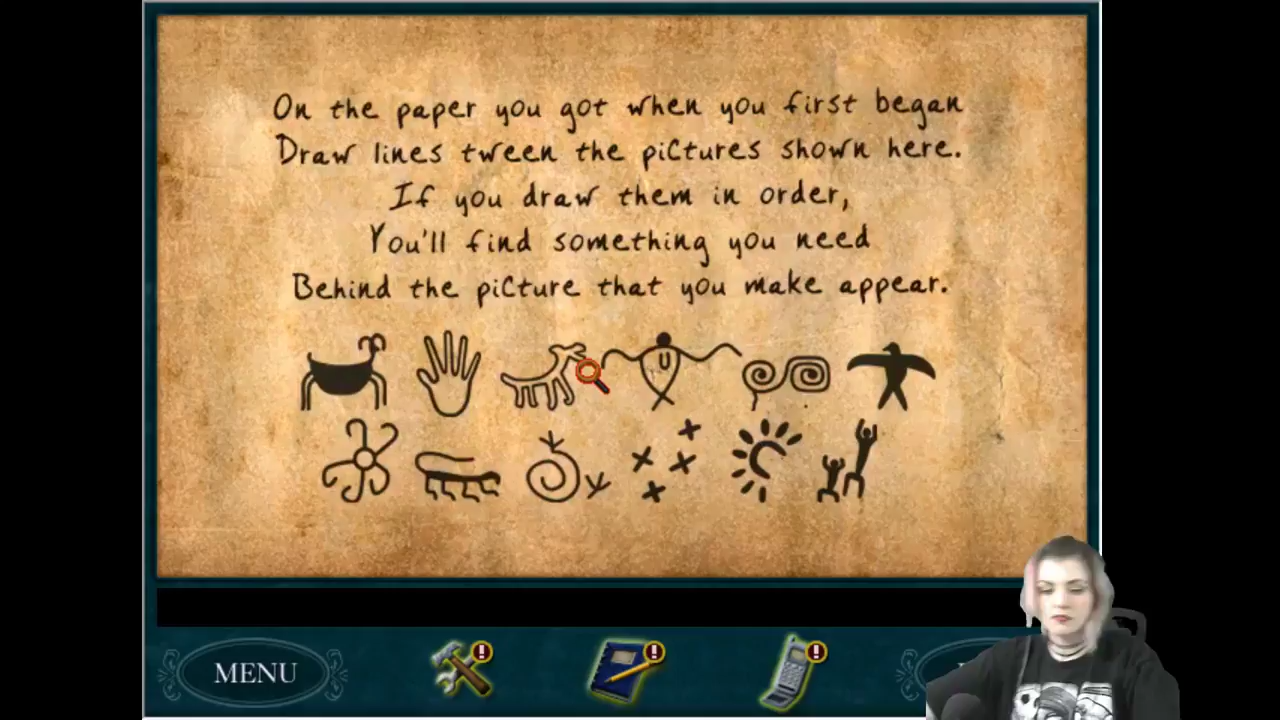 On the paper you got when you first began
Draw lines tween the pictures shown here.
If you draw them in order,
You'll find something you need
Behind the picture that you make appear.
MENU